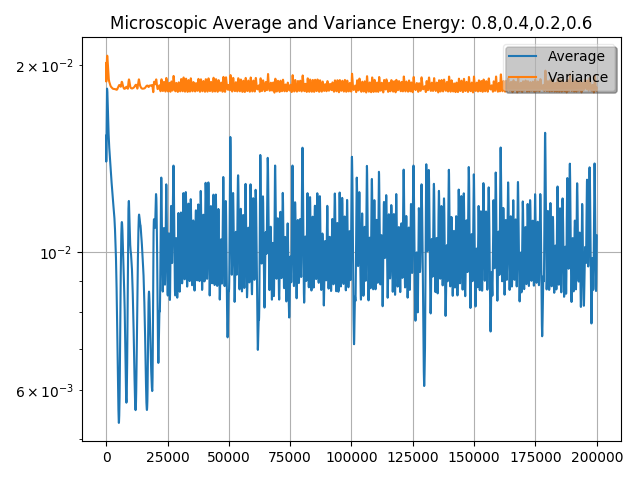 Microscopic Average and Variance Energy: 0.8,0.4,0.2,0.6
Average
Variance
2 × 10⁻²
10⁻²
6 × 10⁻³
0 25000 50000 75000 100000 125000 150000 175000 200000